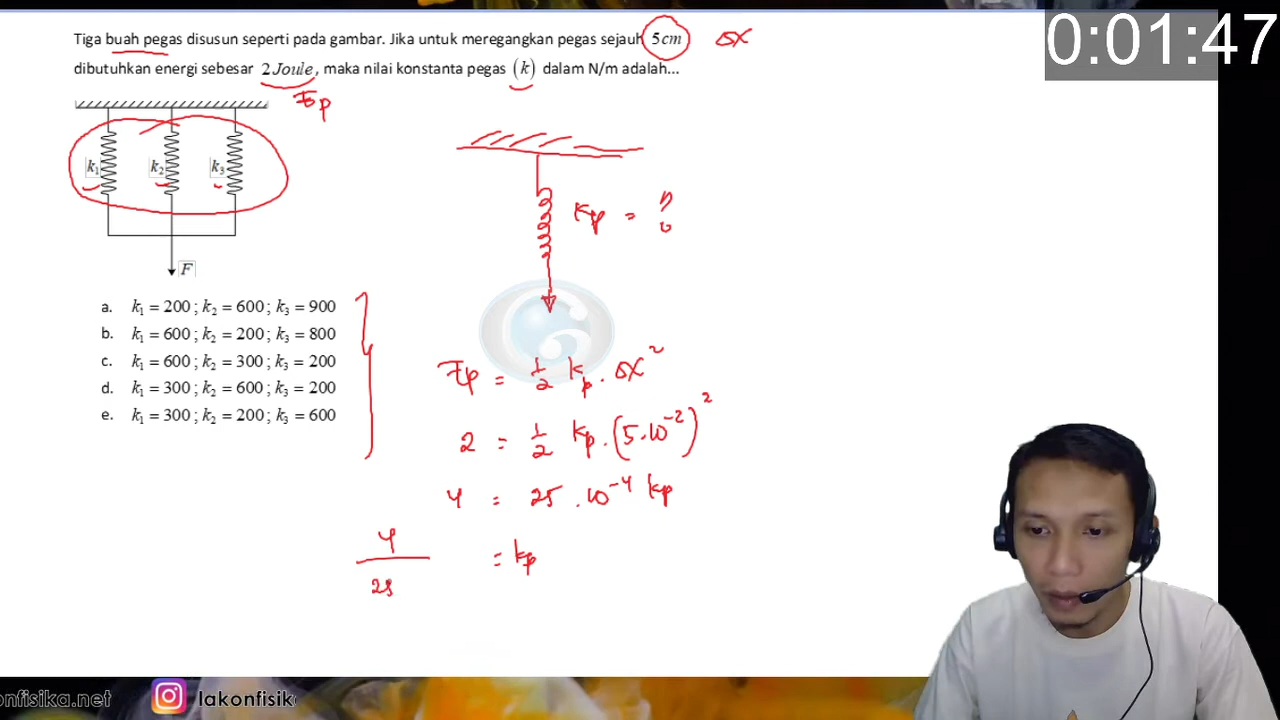 0:01:47
Tiga buah pegas disusun seperti pada gambar. Jika untuk meregangkan pegas sejauh 5cm Δx
dibutuhkan energi sebesar 2 Joule, maka nilai konstanta pegas (k) dalam N/m adalah...
Ep
k₁ k₂ k₃
kp = ?
F
a. k₁ = 200 ; k₂ = 600 ; k₃ = 900
b. k₁ = 600 ; k₂ = 200 ; k₃ = 800
c. k₁ = 600 ; k₂ = 300 ; k₃ = 200
d. k₁ = 300 ; k₂ = 600 ; k₃ = 200
e. k₁ = 300 ; k₂ = 200 ; k₃ = 600
Ep = 1/2 kp . Δx²
2 = 1/2 kp . (5.10⁻²)²
4 = 25 . 10⁻⁴ kp
4/25 = kp
onfisika.net
lakonfisik